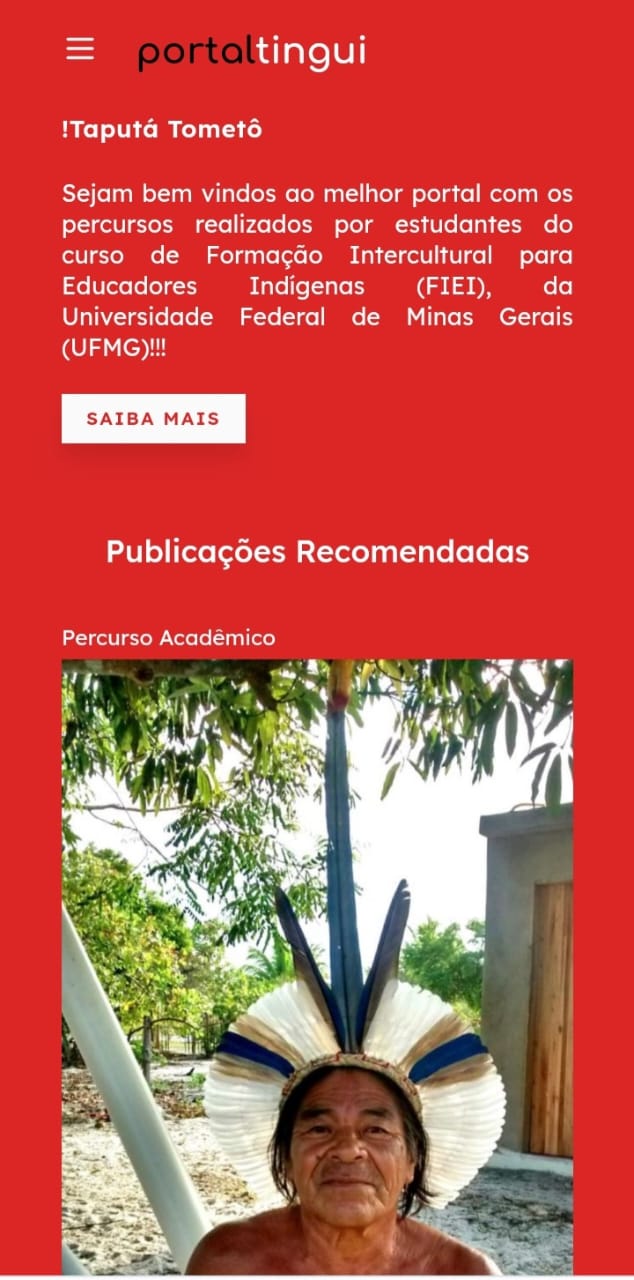 portaltingui
!Taputá Tometô
Sejam bem vindos ao melhor portal com os
percursos realizados por estudantes do
curso de Formação Intercultural para
Educadores Indígenas (FIEI), da
Universidade Federal de Minas Gerais
(UFMG)!!!
SAIBA MAIS
Publicações Recomendadas
Percurso Acadêmico